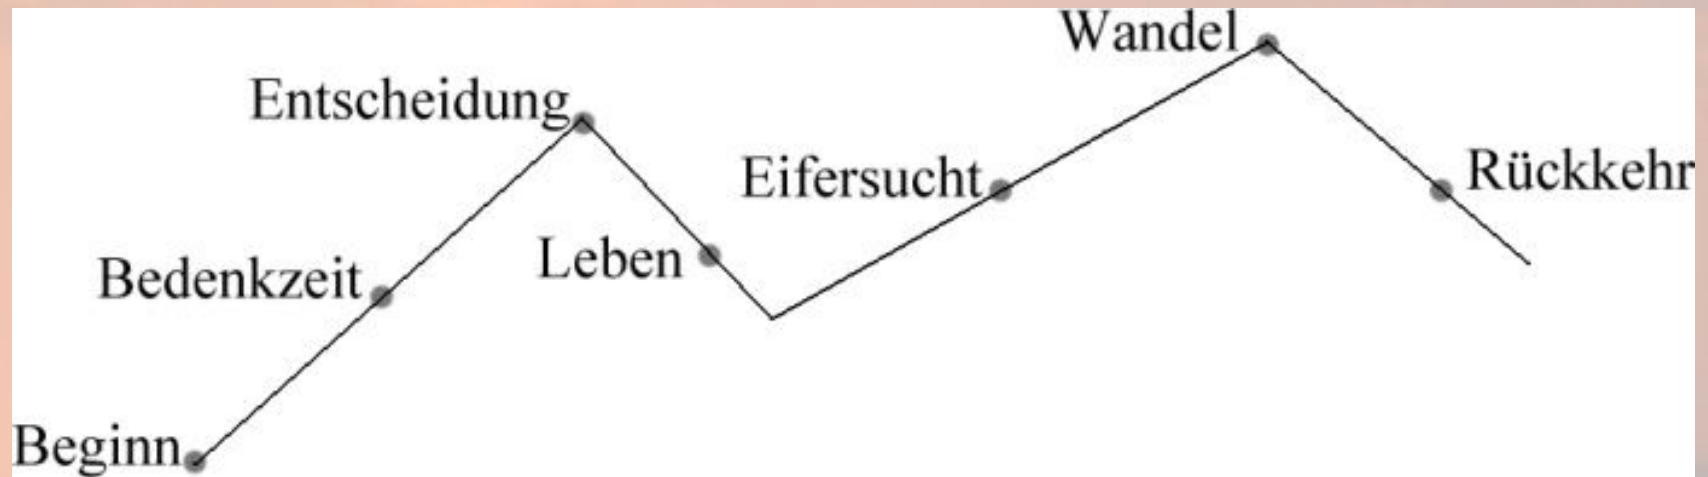 Beginn
Bedenkzeit
Entscheidung
Leben
Eifersucht
Wandel
Rückkehr